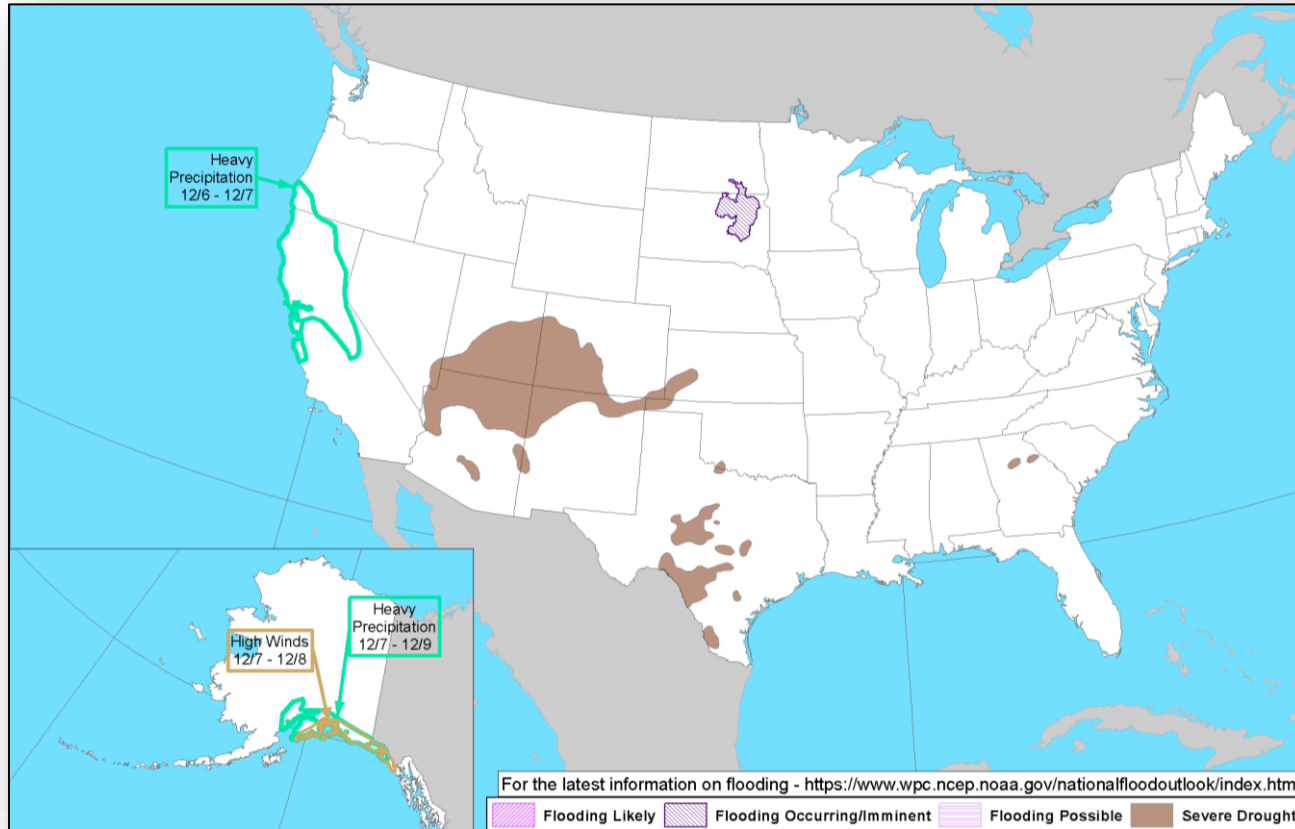 Heavy
Precipitation
12/6 - 12/7
Heavy
Precipitation
12/7 - 12/9
High Winds
12/7 - 12/8
For the latest information on flooding - https://www.wpc.ncep.noaa.gov/nationalfloodoutlook/index.htm
Flooding Likely
Flooding Occurring/Imminent
Flooding Possible
Severe Drought